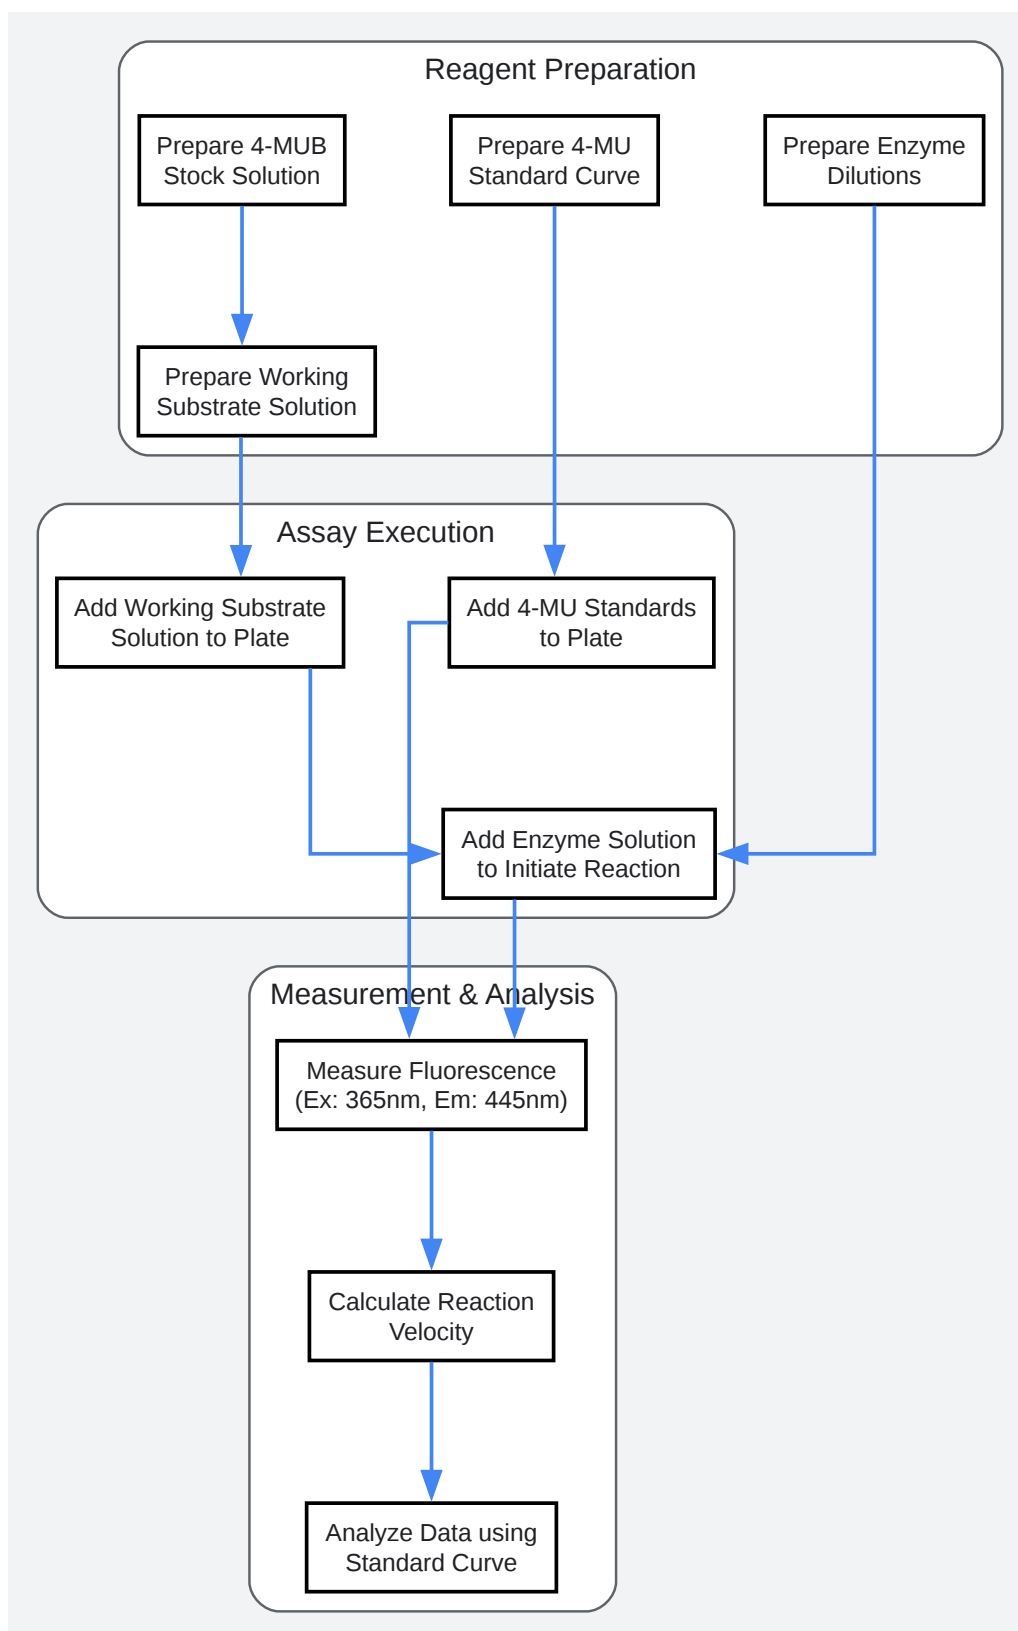 Reagent Preparation
Prepare 4-MUB
Stock Solution
Prepare 4-MU
Standard Curve
Prepare Enzyme
Dilutions
Prepare Working
Substrate Solution
Assay Execution
Add Working Substrate
Solution to Plate
Add 4-MU Standards
to Plate
Add Enzyme Solution
to Initiate Reaction
Measurement & Analysis
Measure Fluorescence
(Ex: 365nm, Em: 445nm)
Calculate Reaction
Velocity
Analyze Data using
Standard Curve